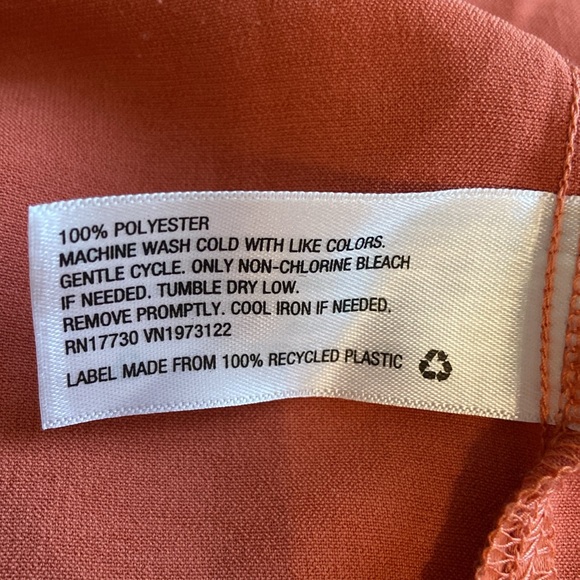 100% POLYESTER
MACHINE WASH COLD WITH LIKE COLORS.
GENTLE CYCLE. ONLY NON-CHLORINE BLEACH
IF NEEDED. TUMBLE DRY LOW.
REMOVE PROMPTLY. COOL IRON IF NEEDED.
RN17730 VN1973122
LABEL MADE FROM 100% RECYCLED PLASTIC